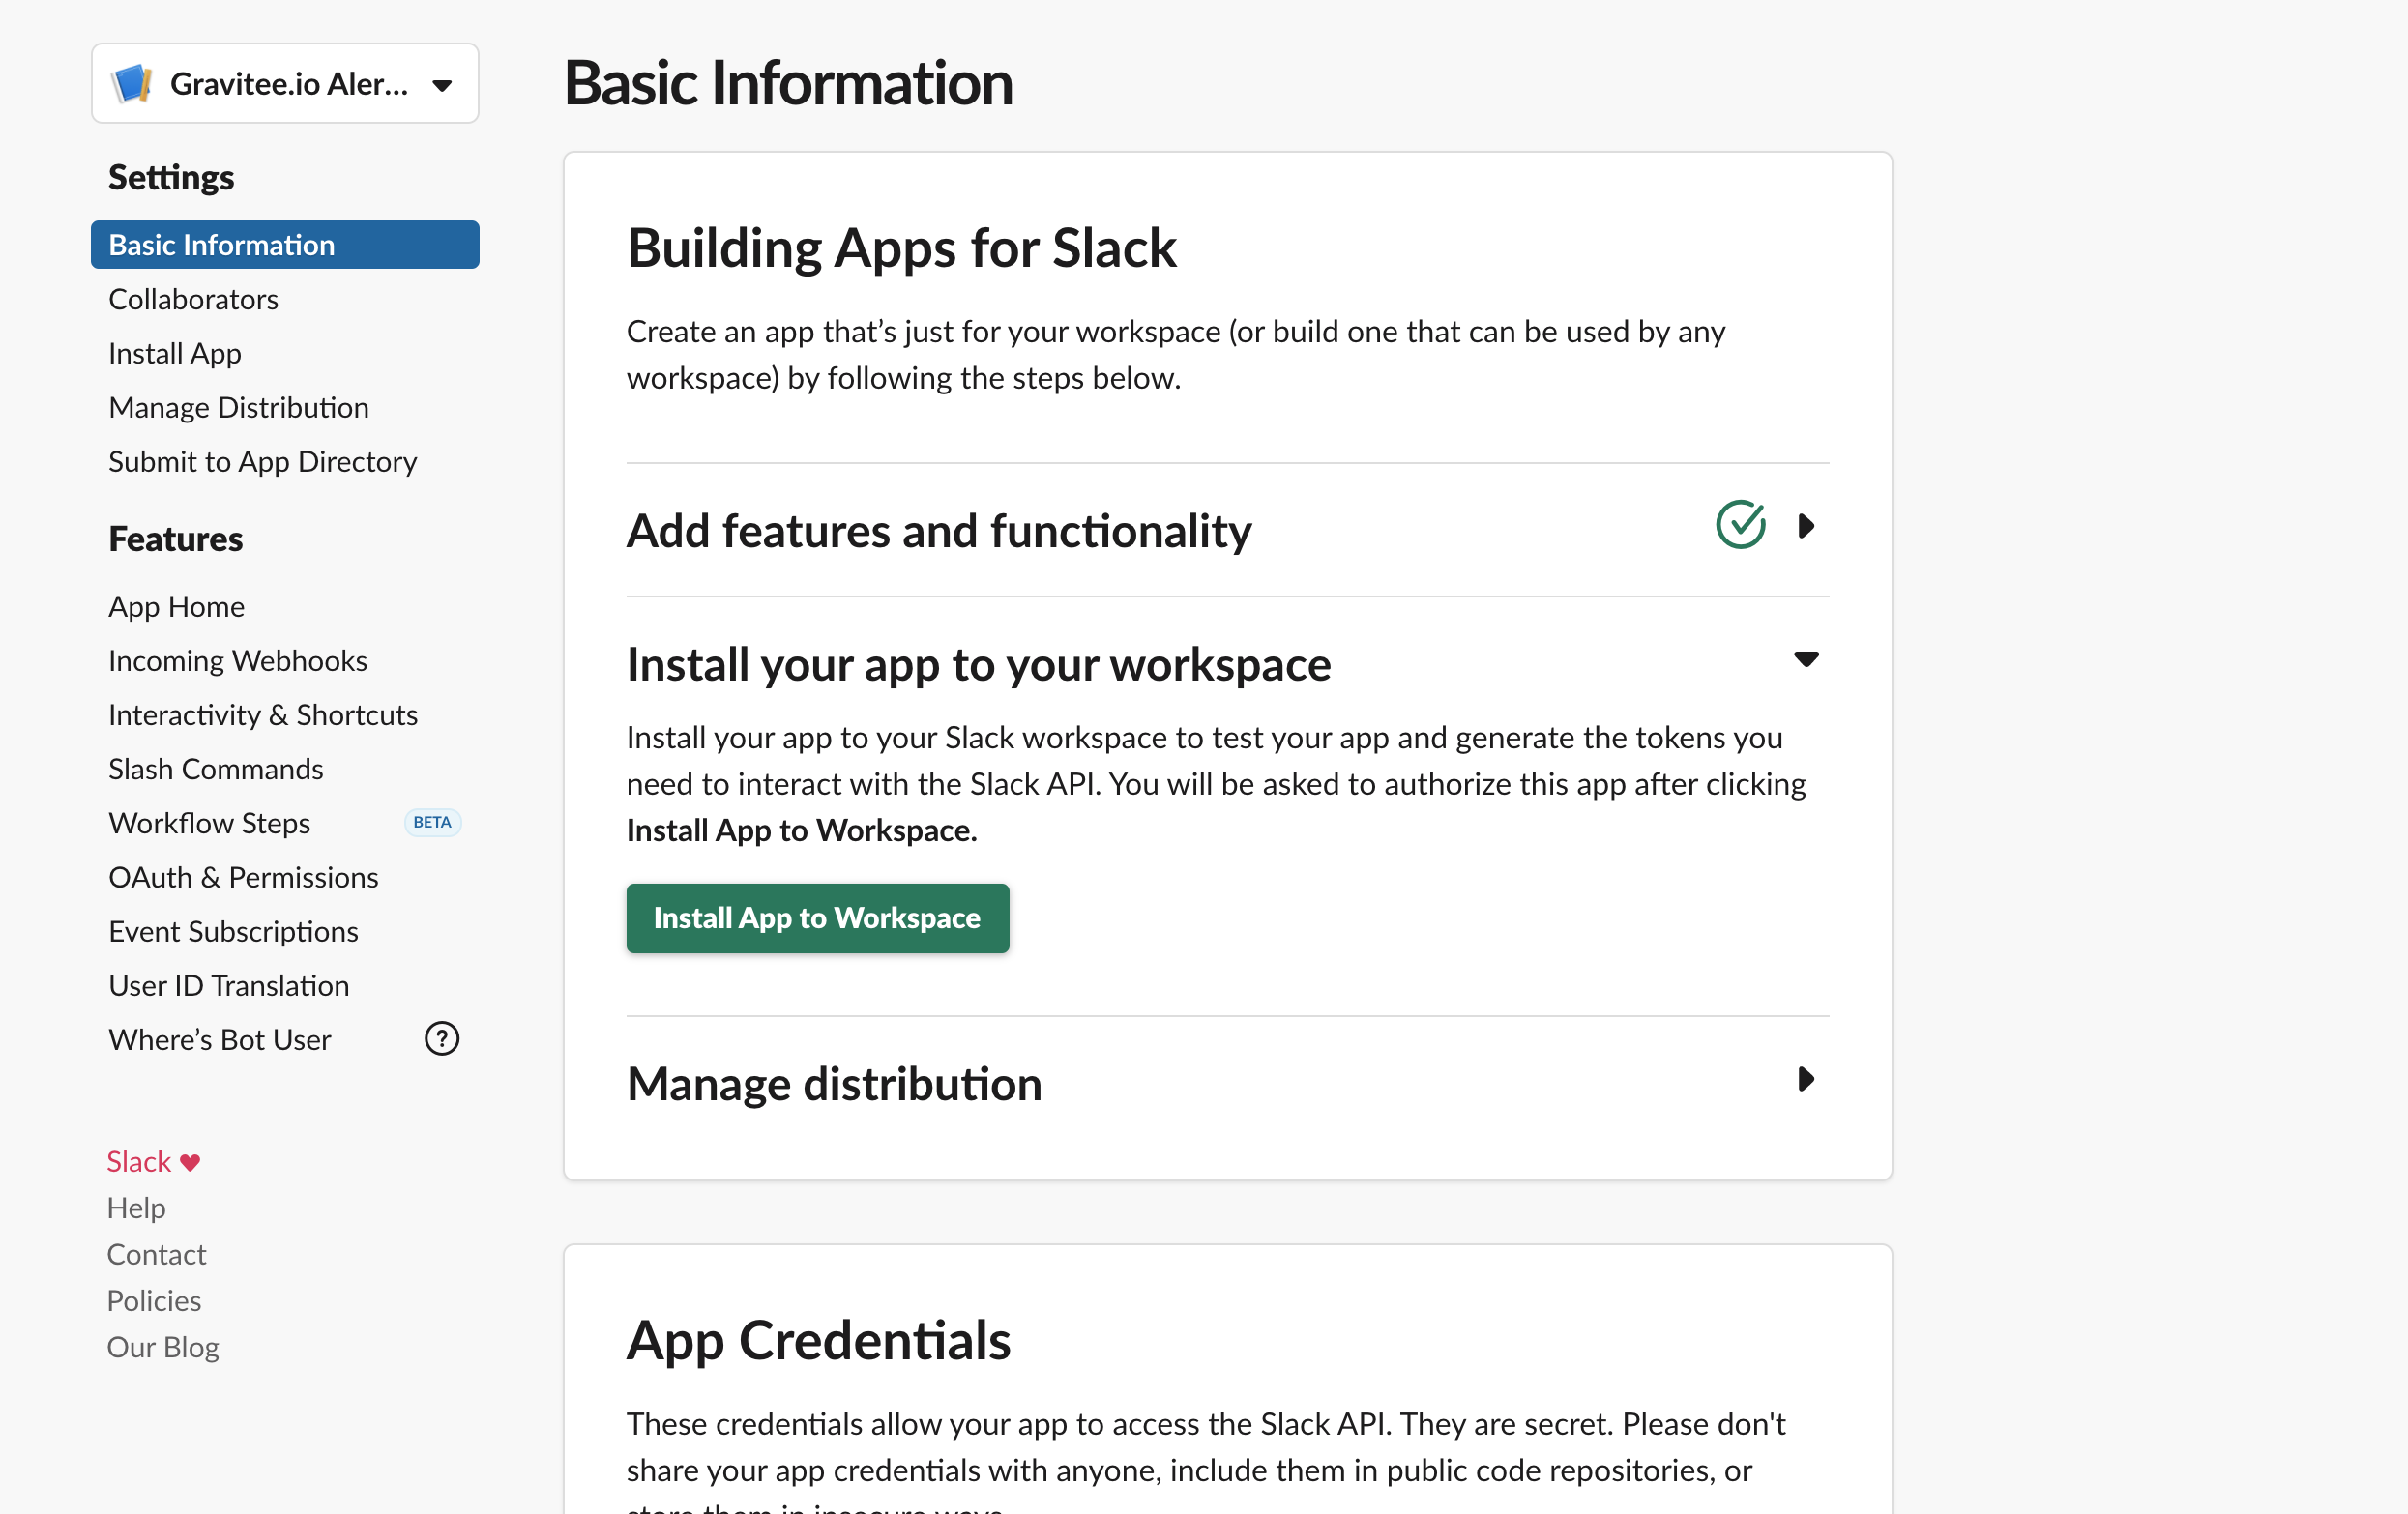 Gravitee.io Aler...
Settings
Basic Information
Collaborators
Install App
Manage Distribution
Submit to App Directory
Features
App Home
Incoming Webhooks
Interactivity & Shortcuts
Slash Commands
Workflow Steps BETA
OAuth & Permissions
Event Subscriptions
User ID Translation
Where’s Bot User ?
Slack ♥
Help
Contact
Policies
Our Blog
Basic Information
Building Apps for Slack
Create an app that’s just for your workspace (or build one that can be used by any
workspace) by following the steps below.
Add features and functionality
Install your app to your workspace
Install your app to your Slack workspace to test your app and generate the tokens you
need to interact with the Slack API. You will be asked to authorize this app after clicking
Install App to Workspace.
Install App to Workspace
Manage distribution
App Credentials
These credentials allow your app to access the Slack API. They are secret. Please don't
share your app credentials with anyone, include them in public code repositories, or
store them in insecure ways.